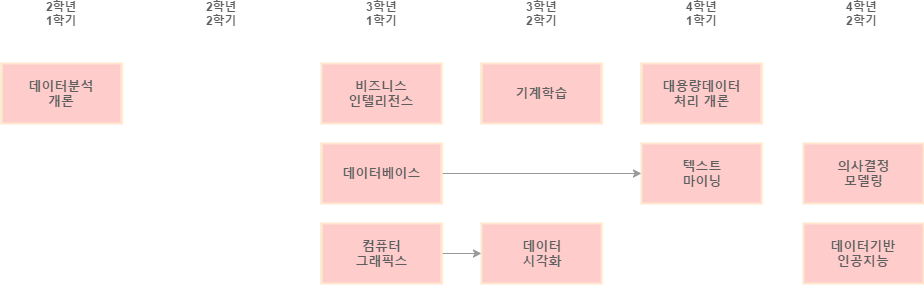 2학년
1학기
2학년
2학기
3학년
1학기
3학년
2학기
4학년
1학기
4학년
2학기
데이터분석
개론
비즈니스
인텔리전스
기계학습
대용량데이터
처리 개론
데이터베이스
텍스트
마이닝
의사결정
모델링
컴퓨터
그래픽스
데이터
시각화
데이터기반
인공지능